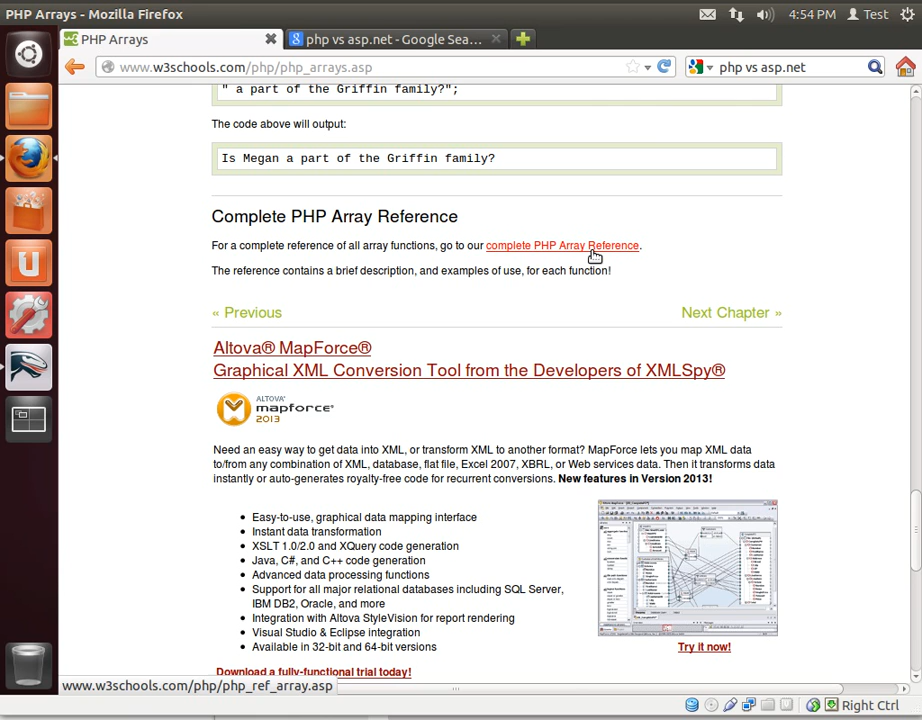 PHP Arrays - Mozilla Firefox
4:54 PM
Test
PHP Arrays
php vs asp.net - Google Sea...
www.w3schools.com/php/php_arrays.asp
php vs asp.net
" a part of the Griffin family?";
The code above will output:
Is Megan a part of the Griffin family?
Complete PHP Array Reference
For a complete reference of all array functions, go to our complete PHP Array Reference.
The reference contains a brief description, and examples of use, for each function!
« Previous
Next Chapter »
Altova® MapForce®
Graphical XML Conversion Tool from the Developers of XMLSpy®
ALTOVA®
mapforce®
2013
Need an easy way to get data into XML, or transform XML to another format? MapForce lets you map XML data
to/from any combination of XML, database, flat file, Excel 2007, XBRL, or Web services data. Then it transforms data
instantly or auto-generates royalty-free code for recurrent conversions. New features in Version 2013!
• Easy-to-use, graphical data mapping interface
• Instant data transformation
• XSLT 1.0/2.0 and XQuery code generation
• Java, C#, and C++ code generation
• Advanced data processing functions
• Support for all major relational databases including SQL Server,
IBM DB2, Oracle, and more
• Integration with Altova StyleVision for report rendering
• Visual Studio & Eclipse integration
• Available in 32-bit and 64-bit versions
Try it now!
Download a fully-functional trial today!
www.w3schools.com/php/php_ref_array.asp
Right Ctrl